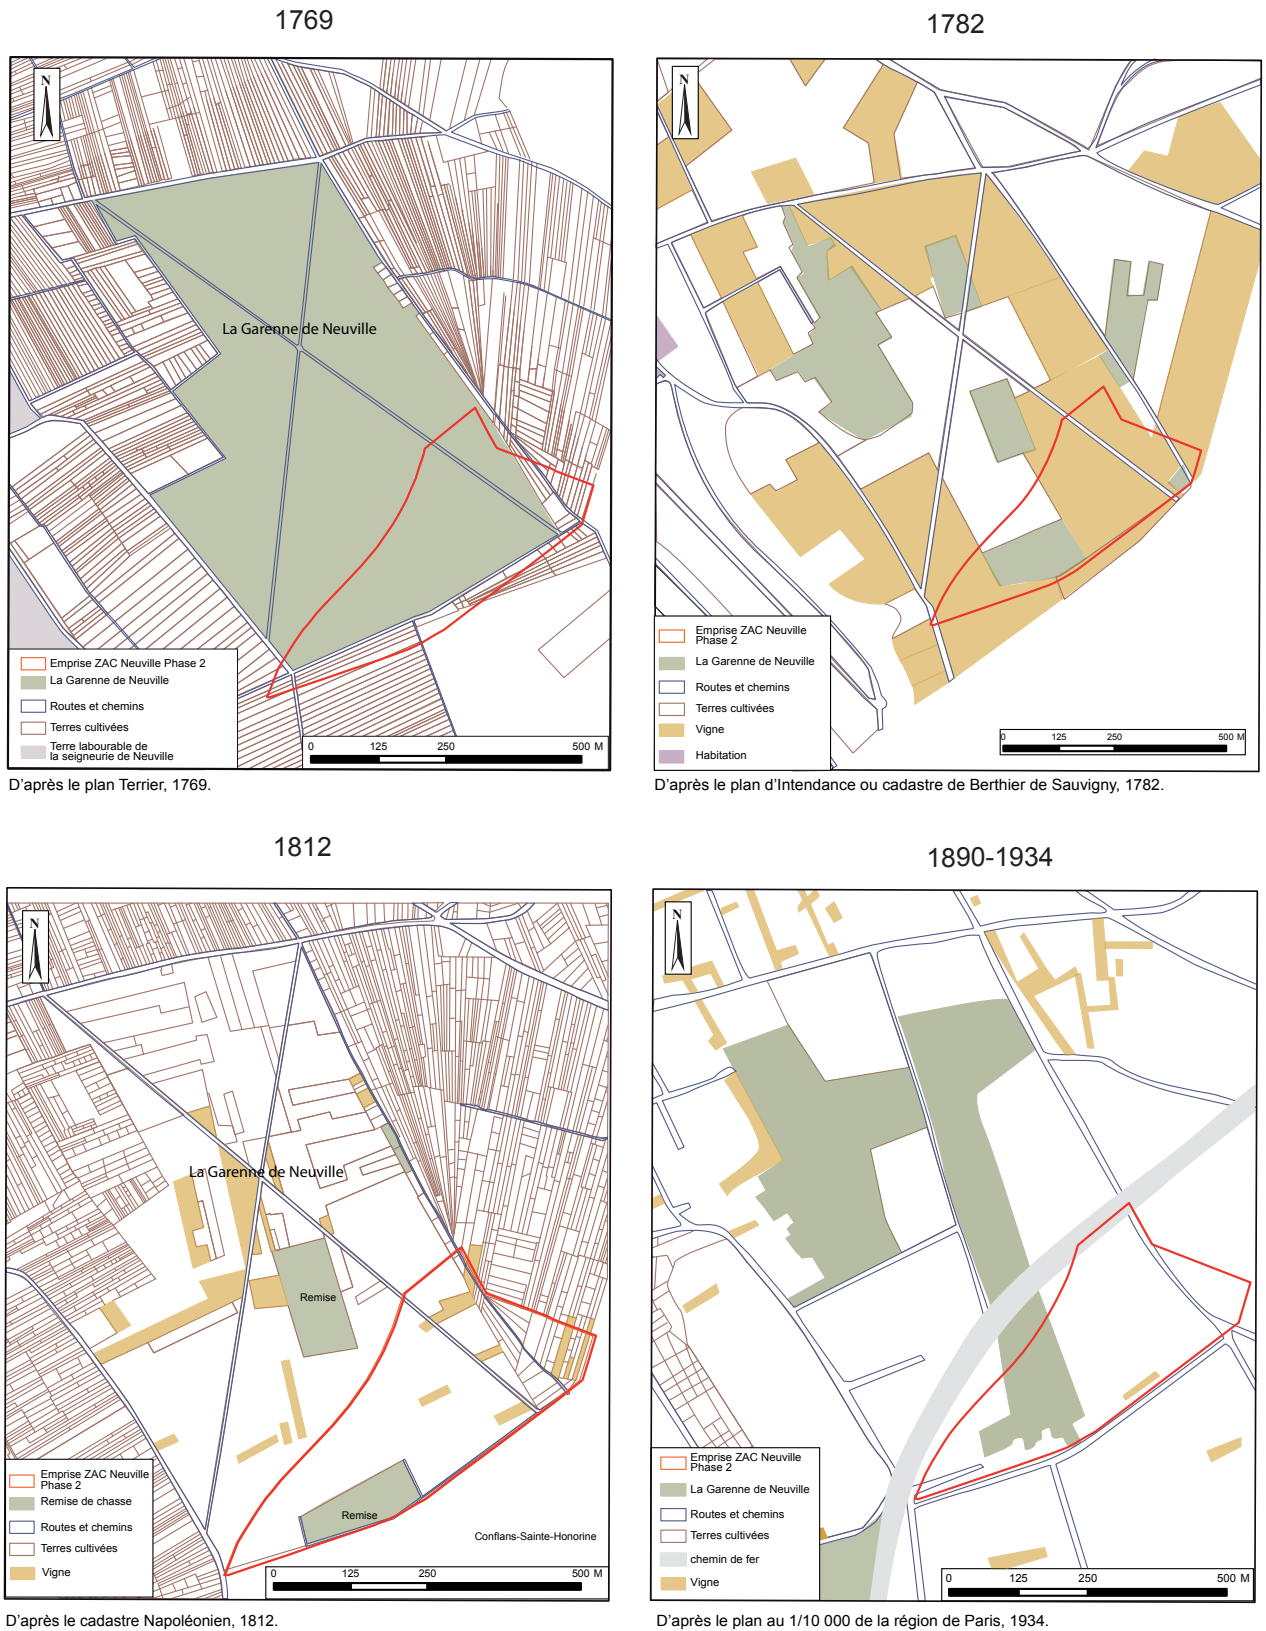 1769
N
La Garenne de Neuville
Emprise ZAC Neuville Phase 2
La Garenne de Neuville
Routes et chemins
Terres cultivées
Terre labourable de
la seigneurie de Neuville
0 125 250 500 M
D'après le plan Terrier, 1769.
1782
N
Emprise ZAC Neuville
Phase 2
La Garenne de Neuville
Routes et chemins
Terres cultivées
Vigne
Habitation
0 125 250 500 M
D'après le plan d'Intendance ou cadastre de Berthier de Sauvigny, 1782.
1812
N
La Garenne de Neuville
Remise
Remise
Conflans-Sainte-Honorine
Emprise ZAC Neuville
Phase 2
Remise de chasse
Routes et chemins
Terres cultivées
Vigne
0 125 250 500 M
D'après le cadastre Napoléonien, 1812.
1890-1934
N
Emprise ZAC Neuville
Phase 2
La Garenne de Neuville
Routes et chemins
Terres cultivées
chemin de fer
Vigne
0 125 250 500 M
D'après le plan au 1/10 000 de la région de Paris, 1934.